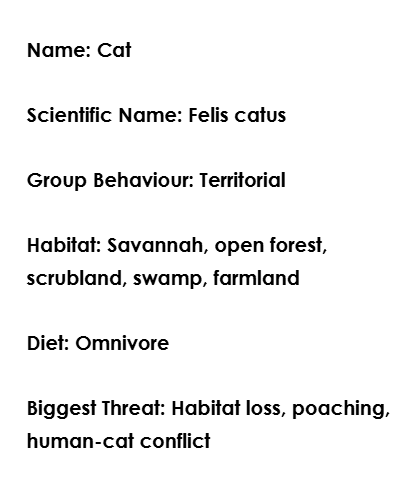 Name: Cat
Scientific Name: Felis catus
Group Behaviour: Territorial
Habitat: Savannah, open forest,
scrubland, swamp, farmland
Diet: Omnivore
Biggest Threat: Habitat loss, poaching,
human-cat conflict